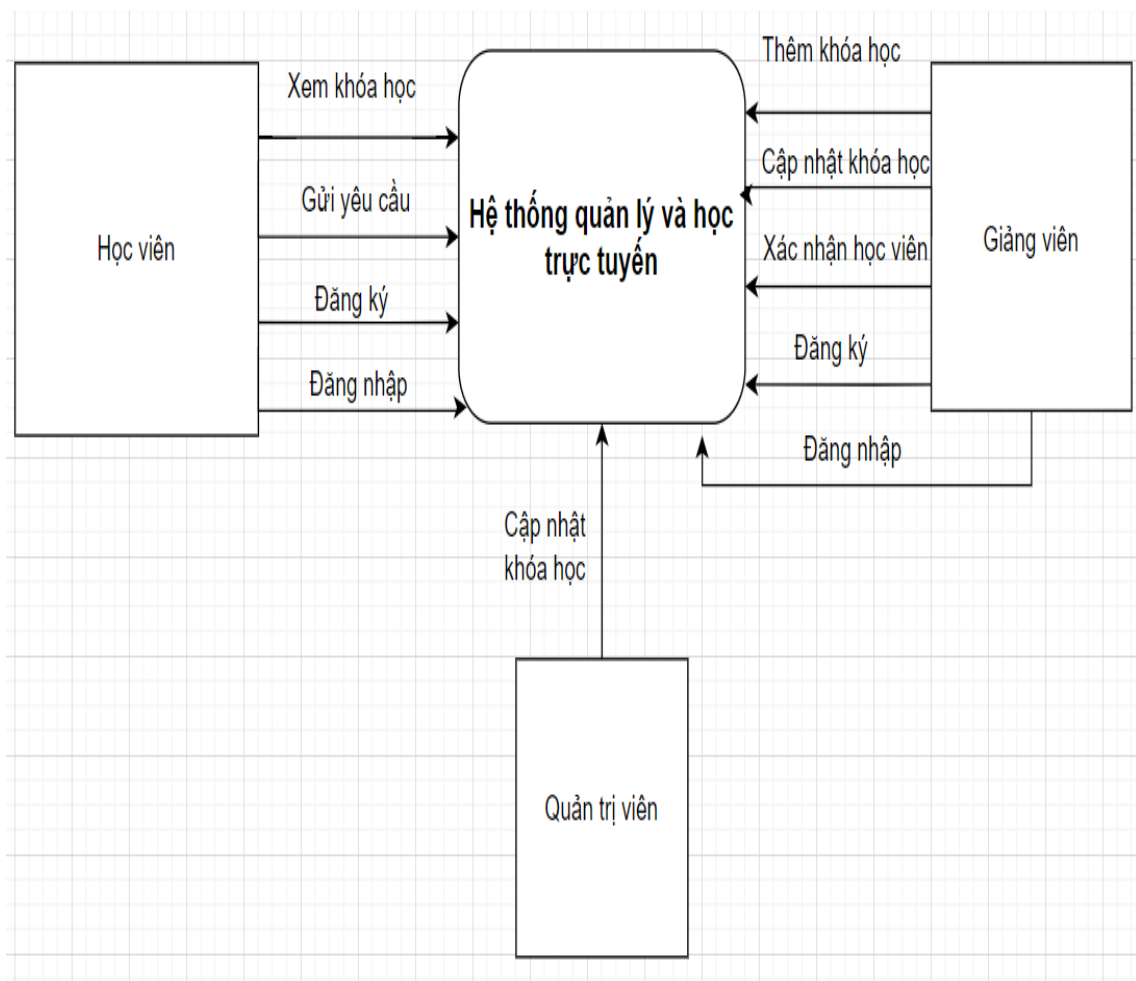 Học viên
Xem khóa học
Gửi yêu cầu
Đăng ký
Đăng nhập
Hệ thống quản lý và học
trực tuyến
Thêm khóa học
Cập nhật khóa học
Xác nhận học viên
Đăng ký
Đăng nhập
Giảng viên
Cập nhật
khóa học
Quản trị viên